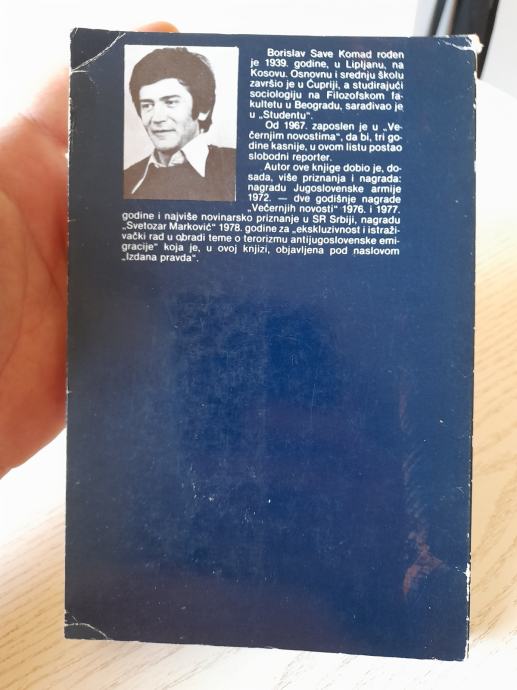 Borislav Save Komad rođen
je 1939. godine, u Lipljanu, na
Kosovu. Osnovnu i srednju školu
završio je u Ćupriji, a studirajući
sociologiju na Filozofskom fa-
kultetu u Beogradu, sarađivao je
u „Studentu“.
Od 1967. zaposlen je u „Ve-
černjim novostima“, da bi, tri go-
dine kasnije, u ovom listu postao
slobodni reporter.
Autor ove knjige dobio je, do-
sada, više priznanja i nagrada:
nagradu Jugoslovenske armije
1972. — dve godišnje nagrade
„Večernjih novosti“ 1976. i 1977.
godine i najviše novinarsko priznanje u SR Srbiji, nagradu
„Svetozar Marković“ 1978. godine za „ekskluzivnost i istraži-
vački rad u obradi teme o terorizmu antijugoslovenske emi-
gracije“ koja je, u ovoj knjizi, objavljena pod naslovom
„Izdana pravda“.